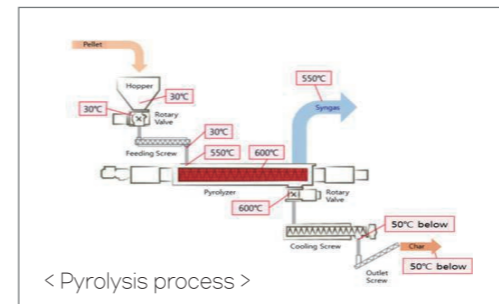 Pellet
550℃
Syngas
Hopper
30℃
30℃
Rotary
Valve
30℃
Feeding Screw
550℃
600℃
Pyrolyzer
600℃
Rotary
Valve
Cooling Screw
50℃ below
Char
50℃ below
Outlet
Screw
< Pyrolysis process >